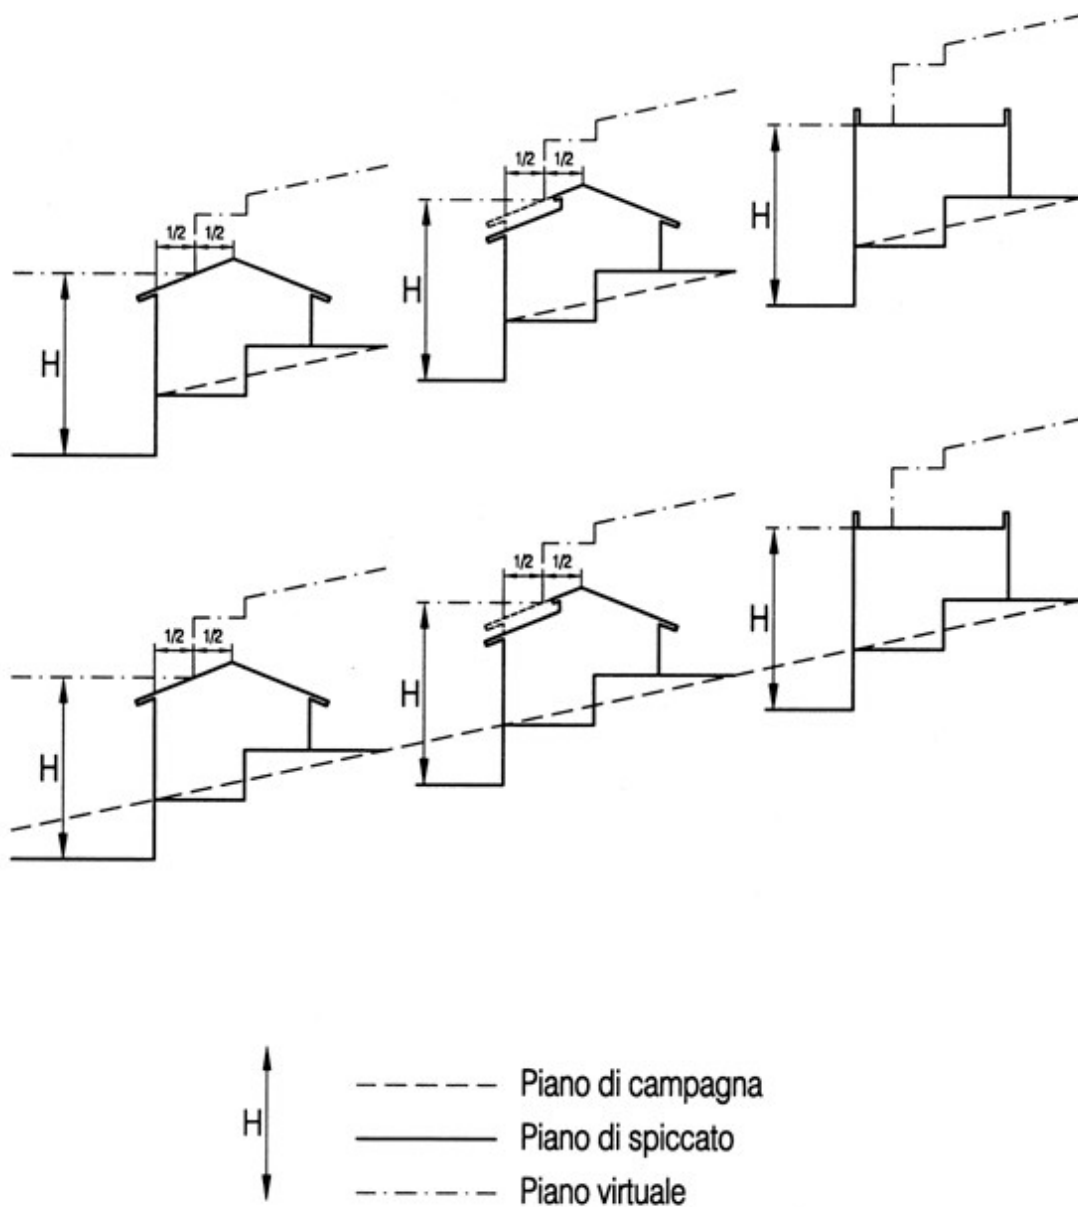 1/2 1/2
H
1/2 1/2
H
H
1/2 1/2
H
1/2 1/2
H
H
H
Piano di campagna
Piano di spiccato
Piano virtuale